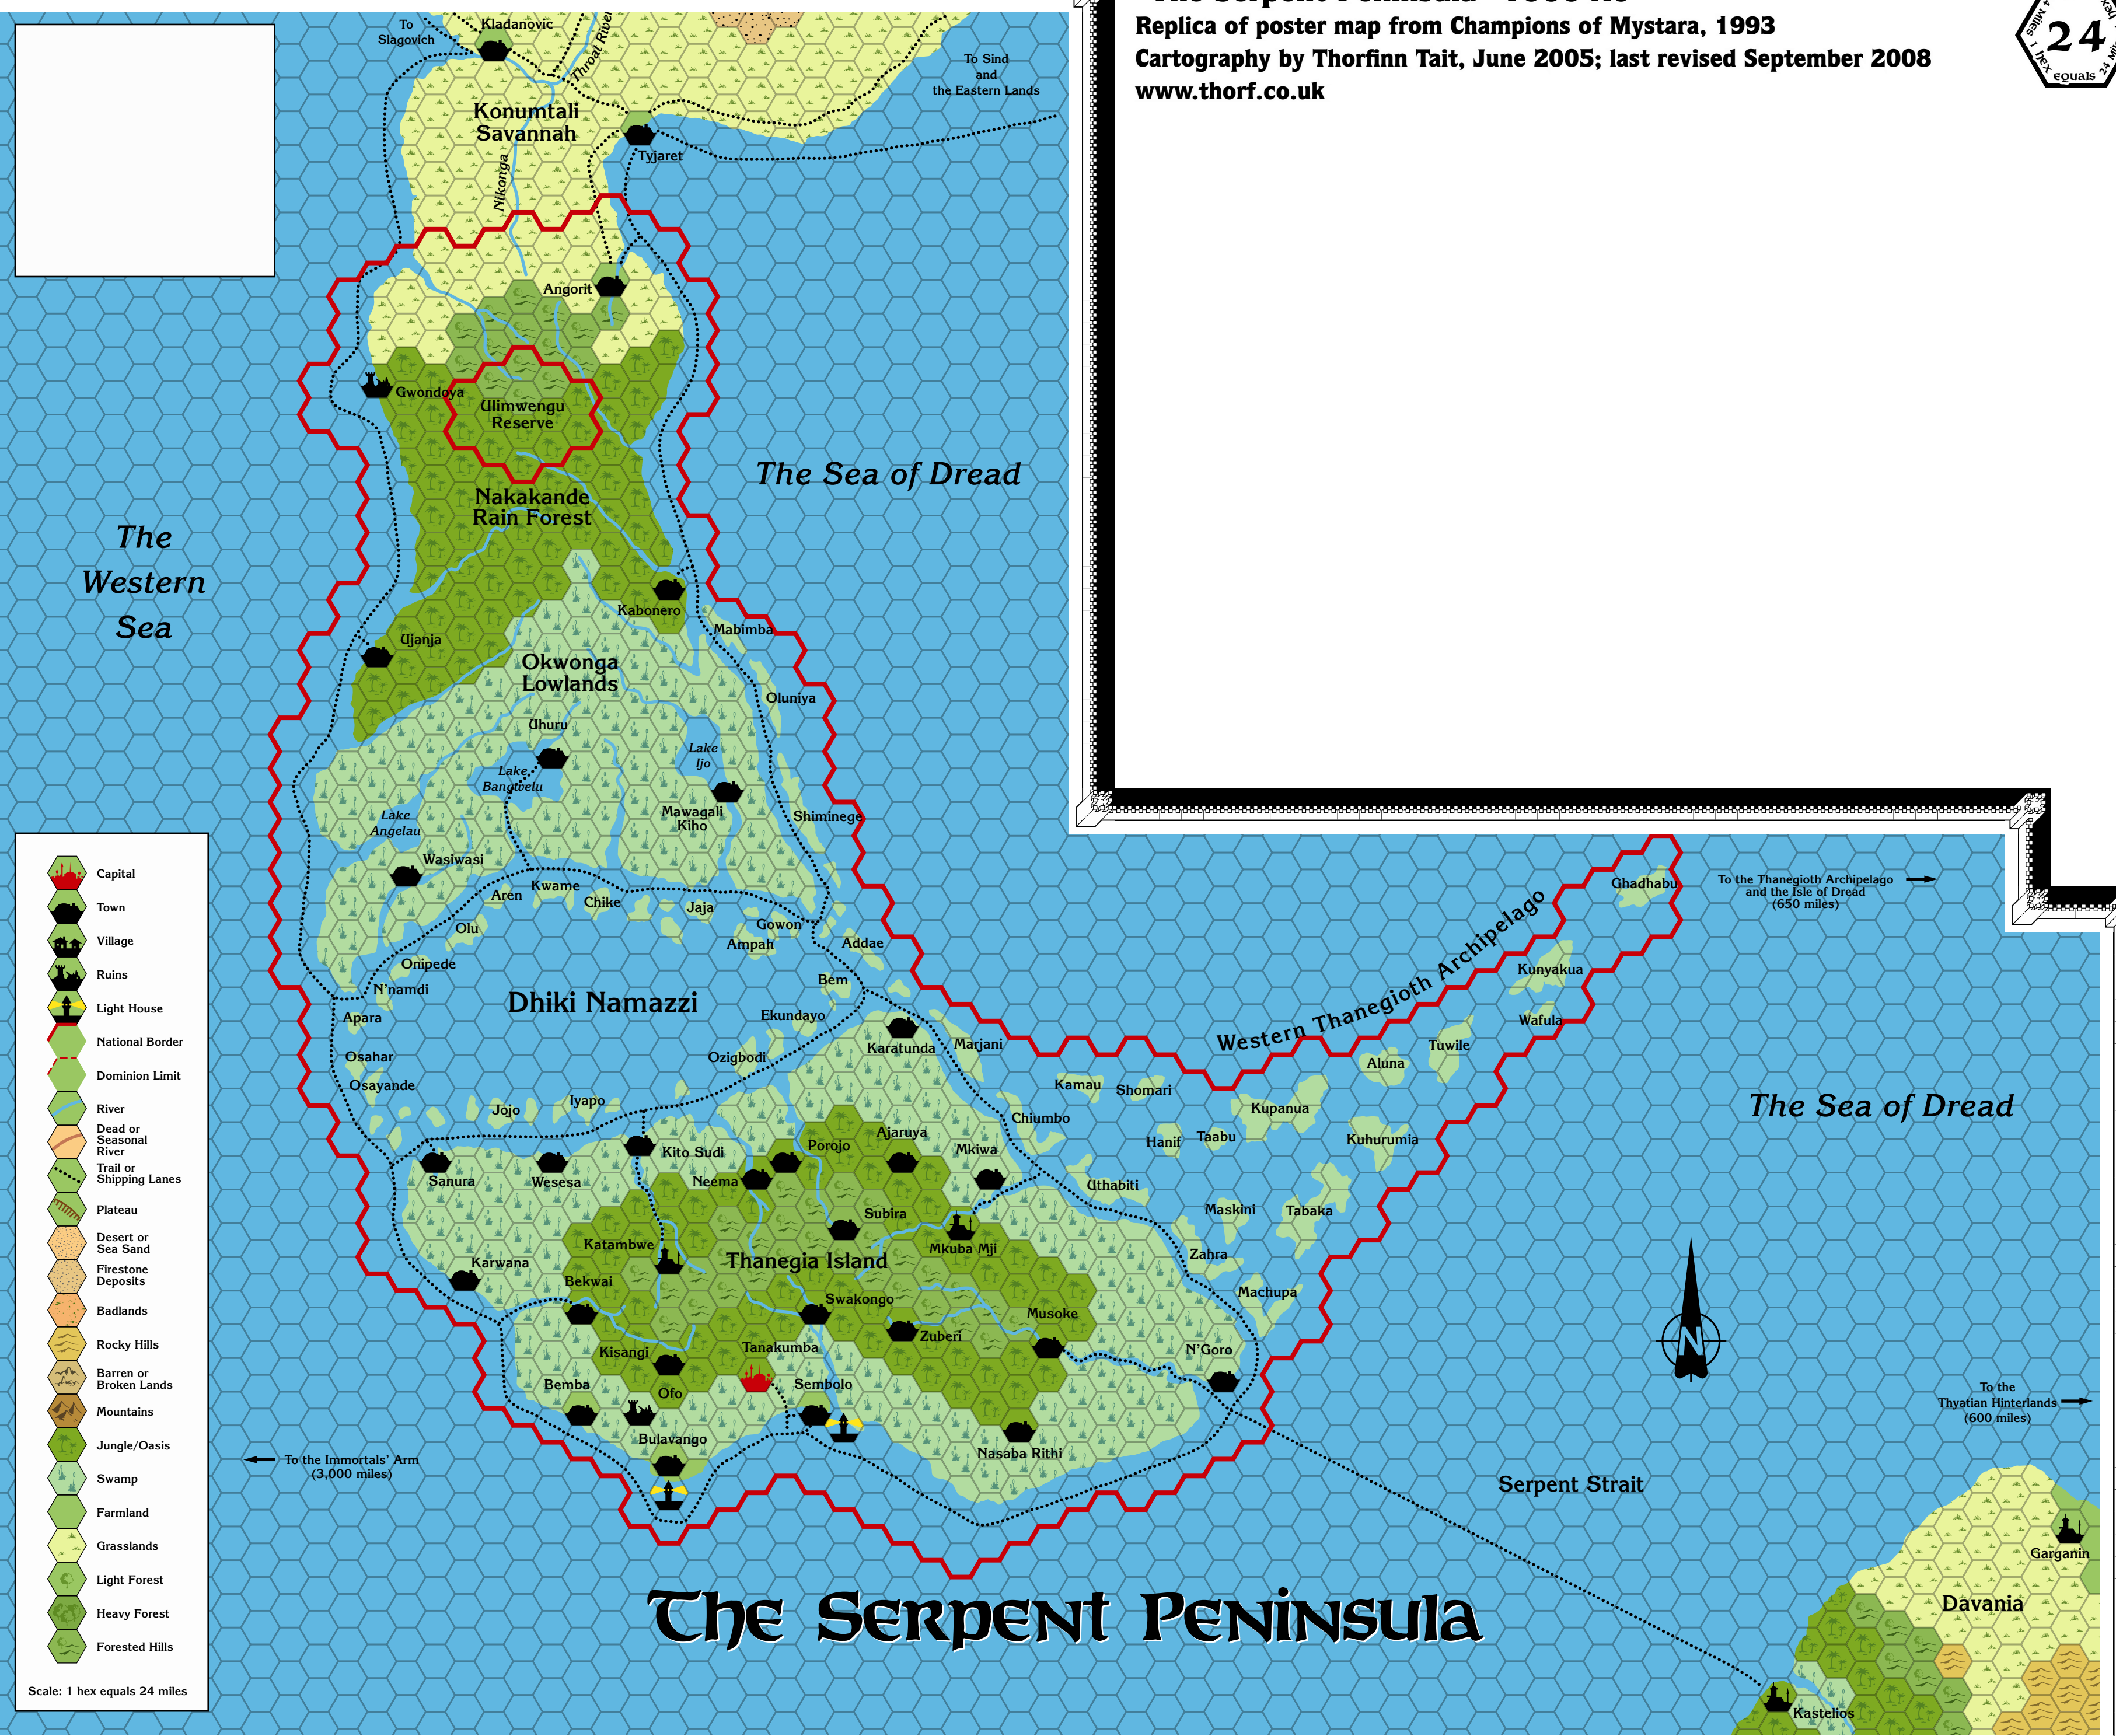 Replica of poster map from Champions of Mystara, 1993
Cartography by Thorfinn Tait, June 2005; last revised September 2008
www.thorf.co.uk
1 hex
equals
24
To
Slagovich
Kladanovic
Throat River
To Sind
and
the Eastern Lands
Konumtali
Savannah
Tyjaret
Nikonga
Angorit
Gwondoya
Ulimwengu
Reserve
The Sea of Dread
Nakakande
Rain Forest
The
Western
Sea
Kabonero
Mabimba
Ujanja
Okwonga
Lowlands
Oluniya
Uhuru
Lake
Ijo
Lake
Bangwelu
Mawagali
Kiho
Shiminege
Lake
Angelau
Wasiwasi
Kwame
Aren
Chike
Jaja
Gowon
Olu
Ampah
Addae
Onipede
Bem
N'namdi
Dhiki Namazzi
Apara
Ekundayo
Karatunda
Marjani
Osahar
Ozigbodi
Osayande
Jojo
Iyapo
Western Thanegioth Archipelago
Ghadhabu
To the Thanegioth Archipelago
and the Isle of Dread
(650 miles)
Kunyakua
Wafula
Tuwile
Aluna
Kamau
Shomari
Kupanua
Chiumbo
Hanif
Taabu
Kuhurumia
The Sea of Dread
Sanura
Wesesa
Kito Sudi
Neema
Porojo
Ajaruya
Mkiwa
Uthabiti
Maskini
Tabaka
Subira
Katambwe
Mkuba Mji
Zahra
Karwana
Thanegia Island
Bekwai
Swakongo
Machupa
Musoke
Zuberi
Kisangi
Tanakumba
N'Goro
Bemba
Ofo
Sembolo
Bulavango
Nasaba Rithi
To the Immortals' Arm
(3,000 miles)
N
To the
Thyatian Hinterlands
(600 miles)
Serpent Strait
Garganin
Davania
Kastelios
The Serpent Peninsula
Capital
Town
Village
Ruins
Light House
National Border
Dominion Limit
River
Dead or
Seasonal
River
Trail or
Shipping Lanes
Plateau
Desert or
Sea Sand
Firestone
Deposits
Badlands
Rocky Hills
Barren or
Broken Lands
Mountains
Jungle/Oasis
Swamp
Farmland
Grasslands
Light Forest
Heavy Forest
Forested Hills
Scale: 1 hex equals 24 miles